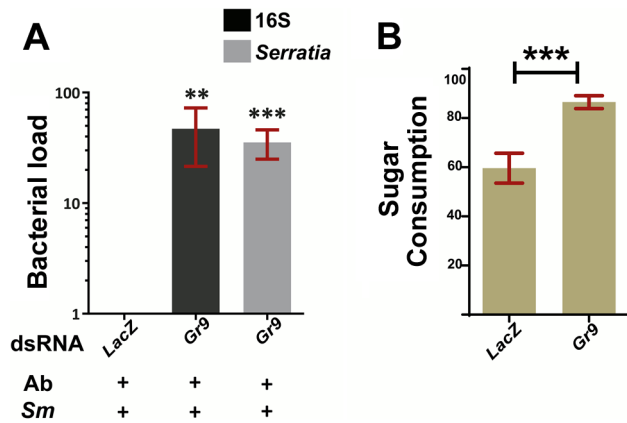 A
16S
Serratia
Bacterial load
100
10
1
** ***
dsRNA LacZ Gr9 Gr9
Ab + + +
Sm + + +
B
***
Sugar
Consumption
100
80
60
40
20
LacZ Gr9